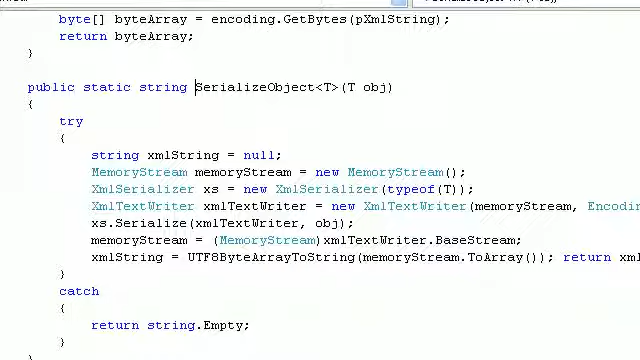 byte[] byteArray = encoding.GetBytes(pXmlString);
return byteArray;
}
public static string SerializeObject<T>(T obj)
{
try
{
string xmlString = null;
MemoryStream memoryStream = new MemoryStream();
XmlSerializer xs = new XmlSerializer(typeof(T));
XmlTextWriter xmlTextWriter = new XmlTextWriter(memoryStream, Encodin
xs.Serialize(xmlTextWriter, obj);
memoryStream = (MemoryStream)xmlTextWriter.BaseStream;
xmlString = UTF8ByteArrayToString(memoryStream.ToArray()); return xml
}
catch
{
return string.Empty;
}
}